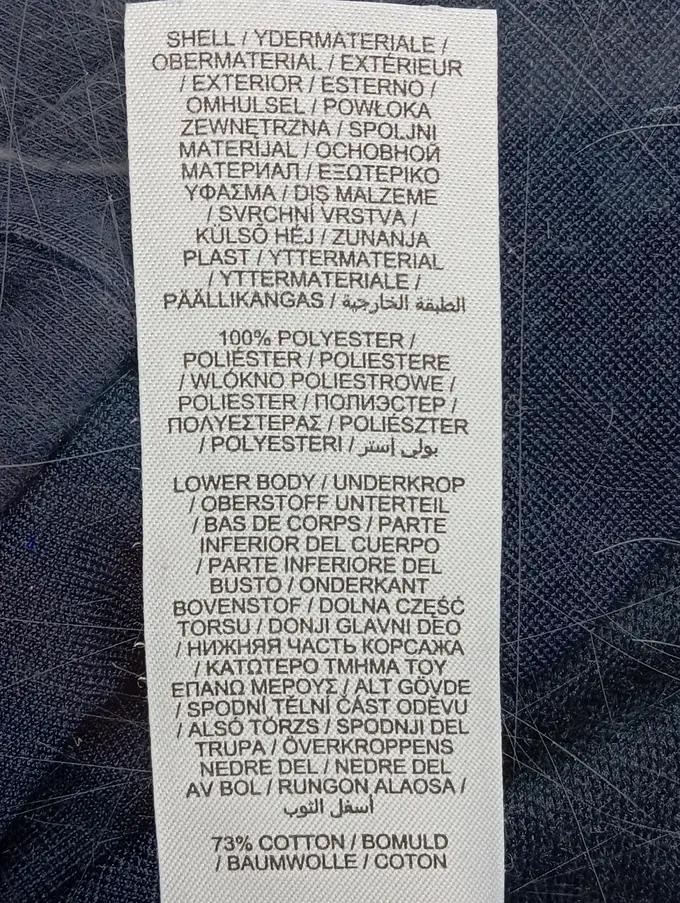 SHELL / YDERMATERIALE /
OBERMATERIAL / EXTÉRIEUR
/ EXTERIOR / ESTERNO /
OMHULSEL / POWŁOKA
ZEWNĘTRZNA / SPOLJNI
MATERIJAL / ОСНОВНОЙ
МАТЕРИАЛ / ΕΞΩΤΕΡΙΚΟ
ΥΦΑΣΜΑ / DIŞ MALZEME
/ SVRCHNÍ VRSTVA /
KÜLSŐ HÉJ / ZUNANJA
PLAST / YTTERMATERIAL
/ YTTERMATERIALE /
PÄÄLLIKANGAS / الطبقة الخارجية
100% POLYESTER /
POLIÉSTER / POLIESTERE
/ WLÓKNO POLIESTROWE /
POLIESTER / ПОЛИЭСТЕР /
ΠΟΛΥΕΣΤΕΡΑΣ / POLIÉSZTER
/ POLYESTERI / بولي إستر
LOWER BODY / UNDERKROP
/ OBERSTOFF UNTERTEIL
/ BAS DE CORPS / PARTE
INFERIOR DEL CUERPO
/ PARTE INFERIORE DEL
BUSTO / ONDERKANT
BOVENSTOF / DOLNA CZEŚĆ
TORSU / DONJI GLAVNI DEO
/ НИЖНЯЯ ЧАСТЬ КОРСАЖА
/ ΚΑΤΩΤΕΡΟ ΤΜΗΜΑ ΤΟΥ
ΕΠΑΝΩ ΜΕΡΟΥΣ / ALT GÖVDE
/ SPODNÍ TĚLNÍ ČÁST ODĚVU
/ ALSÓ TÖRZS / SPODNJI DEL
TRUPA / ÖVERKROPPENS
NEDRE DEL / NEDRE DEL
AV BOL / RUNGON ALAOSA /
أسفل الثوب
73% COTTON / BOMULD
/ BAUMWOLLE / COTON